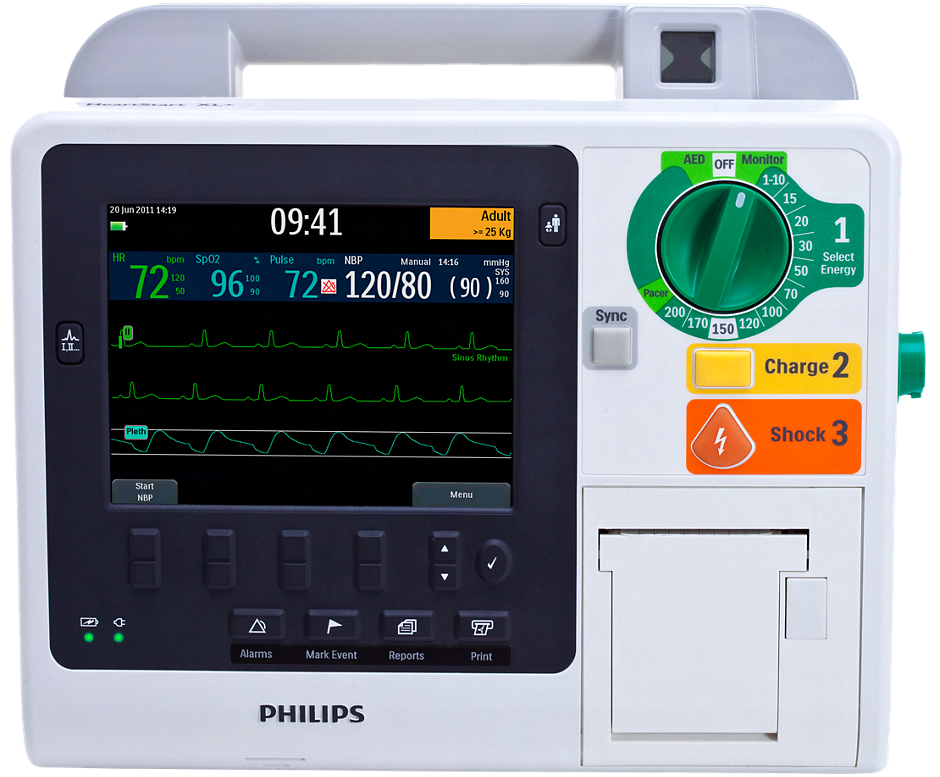 HeartStart XL+
20 Jun 2011 14:19
09:41
Adult
>= 25 Kg
HR bpm
72
120
50
SpO2 %
96
100
90
Pulse bpm
72
NBP Manual 14:16 mmHg
120/80 (90)
SYS
160
90
II
Sinus Rhythm
Pleth
Start
NBP
Menu
I,II...
Alarms
Mark Event
Reports
Print
PHILIPS
AED
OFF
Monitor
1-10
15
20
30
50
70
100
120
150
170
200
Pacer
1
Select
Energy
Sync
Charge 2
Shock 3